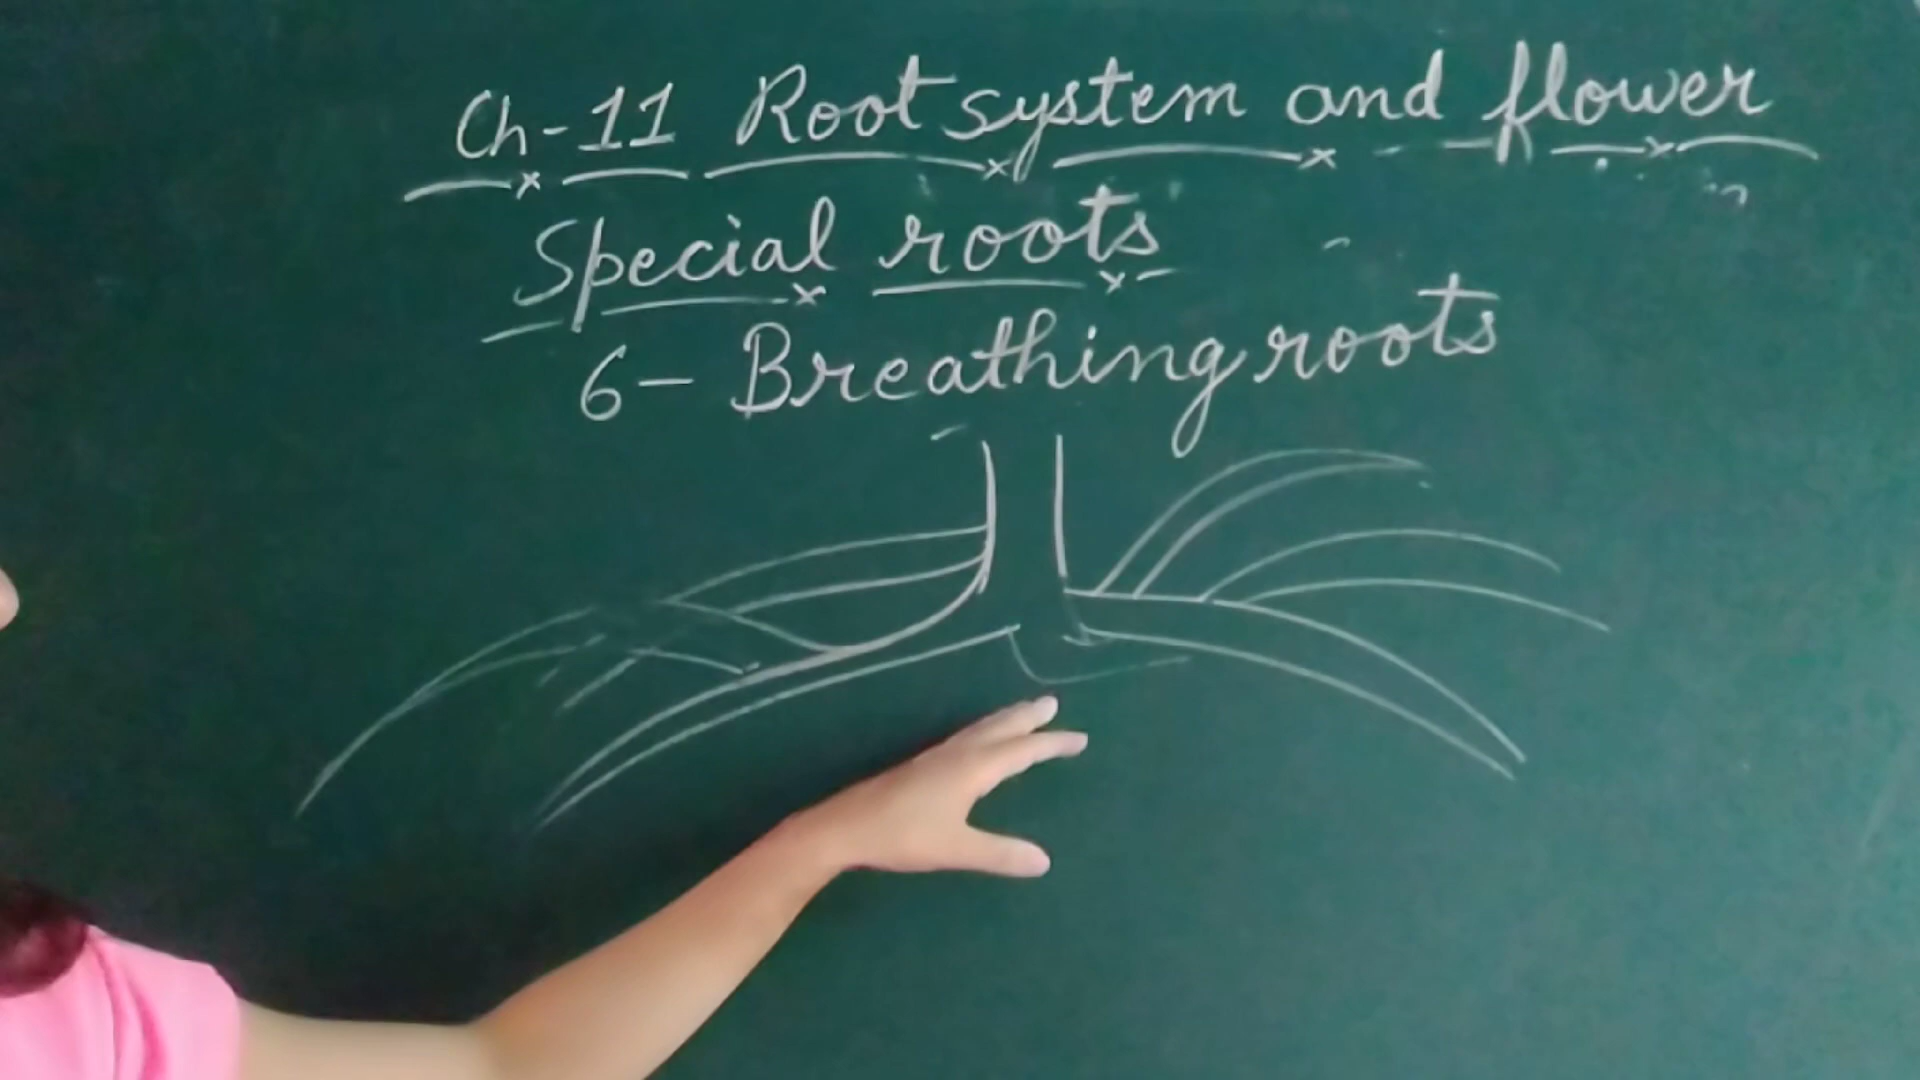 Ch-11 Root system and flower
Special roots
6- Breathing roots